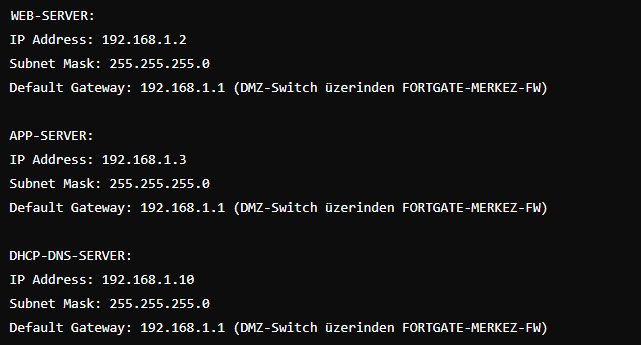 WEB-SERVER:
IP Address: 192.168.1.2
Subnet Mask: 255.255.255.0
Default Gateway: 192.168.1.1 (DMZ-Switch üzerinden FORTGATE-MERKEZ-FW)
APP-SERVER:
IP Address: 192.168.1.3
Subnet Mask: 255.255.255.0
Default Gateway: 192.168.1.1 (DMZ-Switch üzerinden FORTGATE-MERKEZ-FW)
DHCP-DNS-SERVER:
IP Address: 192.168.1.10
Subnet Mask: 255.255.255.0
Default Gateway: 192.168.1.1 (DMZ-Switch üzerinden FORTGATE-MERKEZ-FW)